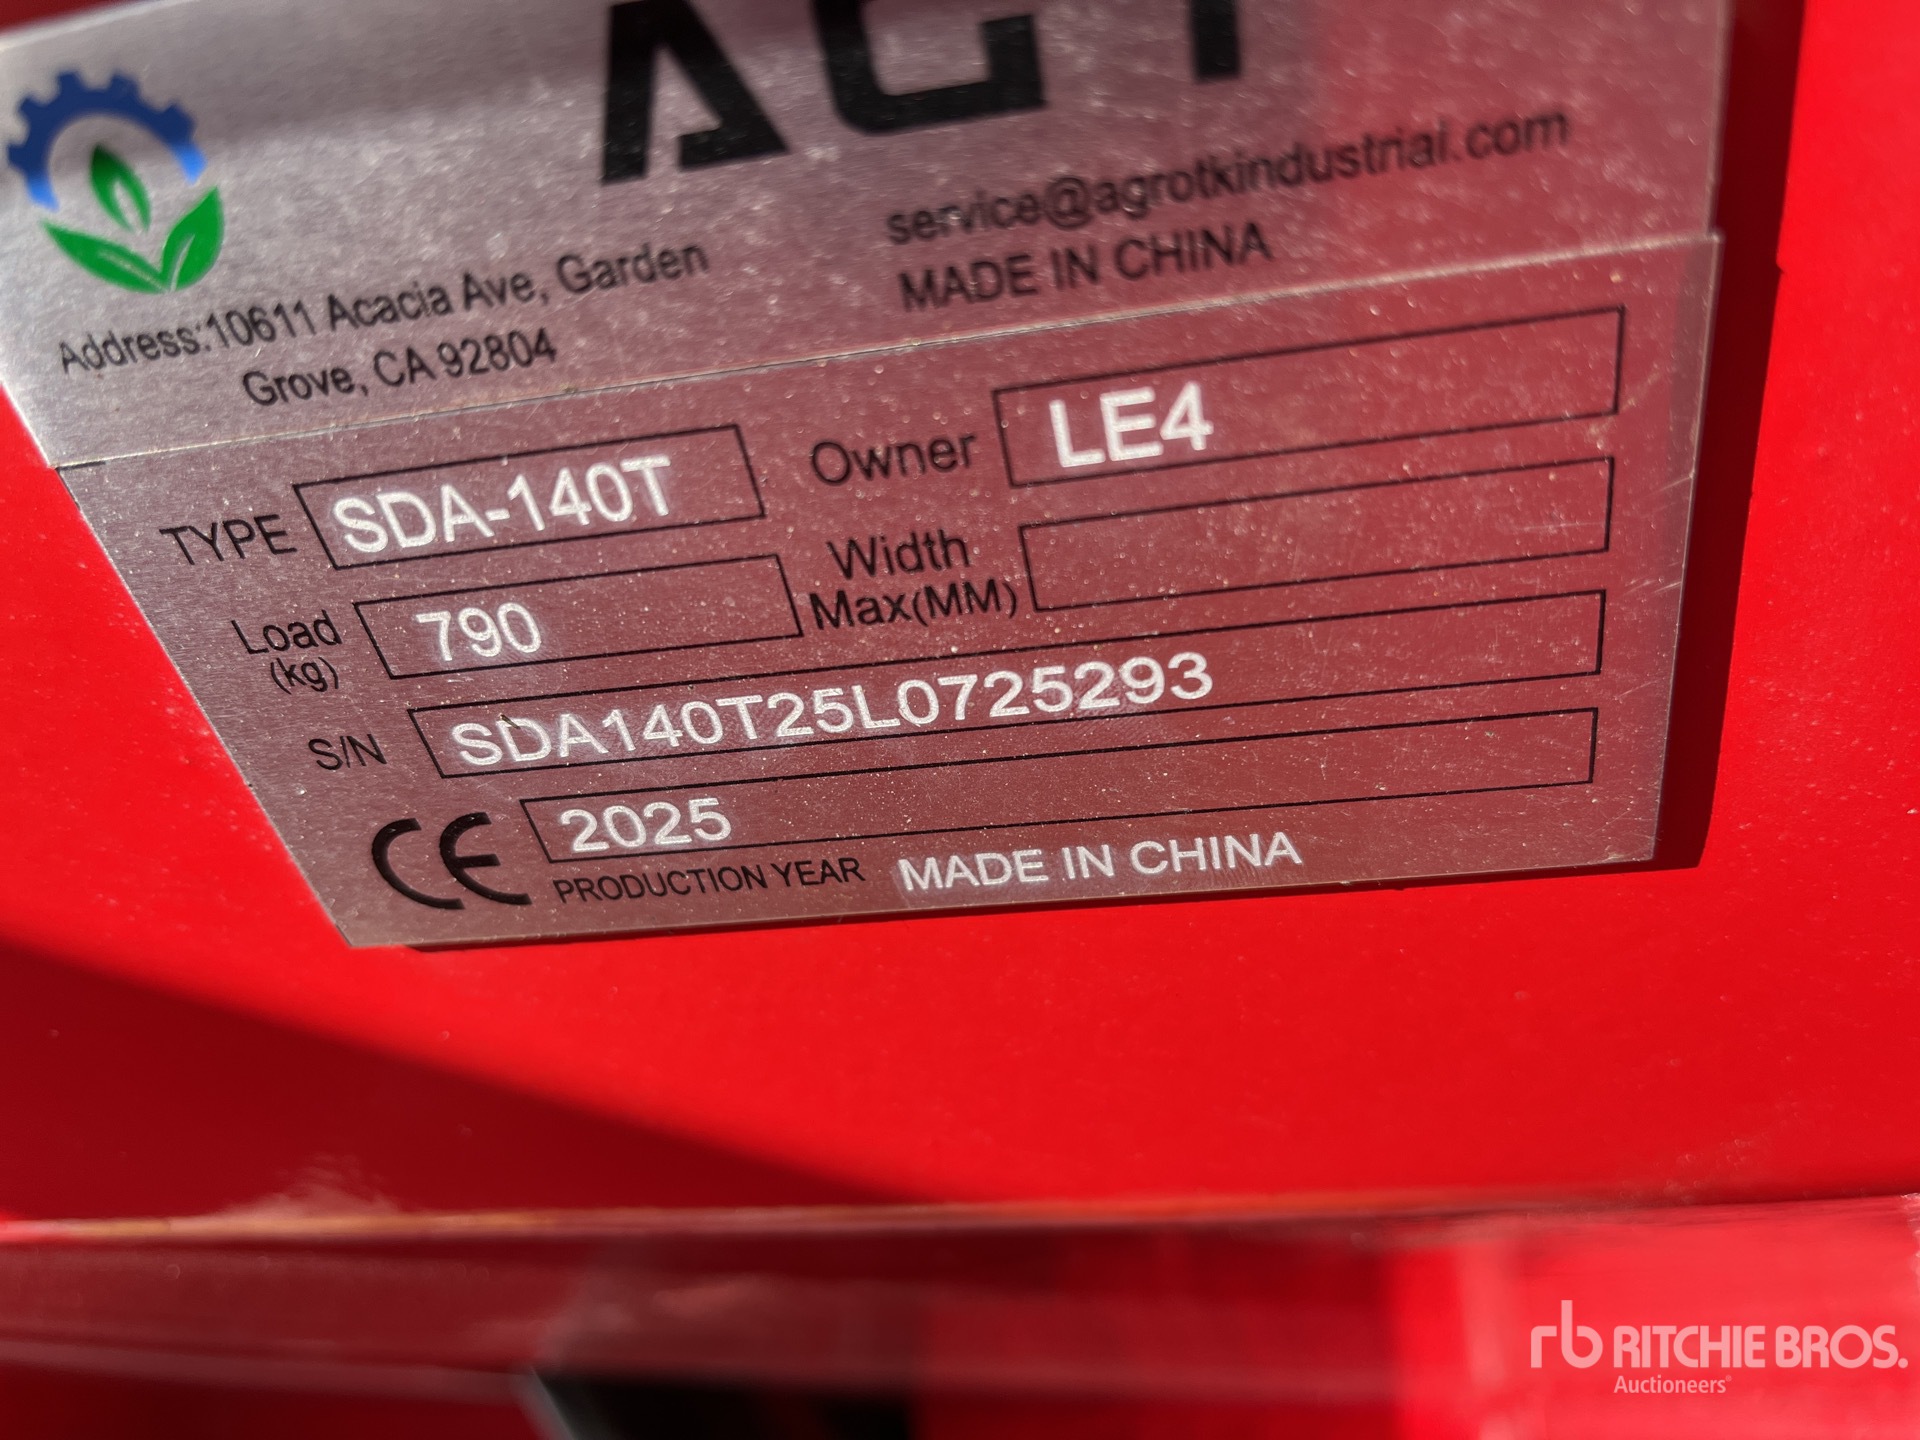 AGT
service@agrotkindustrial.com
MADE IN CHINA
Address:10611 Acacia Ave, Garden
Grove, CA 92804
TYPE SDA-140T Owner LE4
Load (kg) 790 Width Max(MM)
S/N SDA140T25L0725293
CE 2025
PRODUCTION YEAR MADE IN CHINA
rb RITCHIE BROS.
Auctioneers